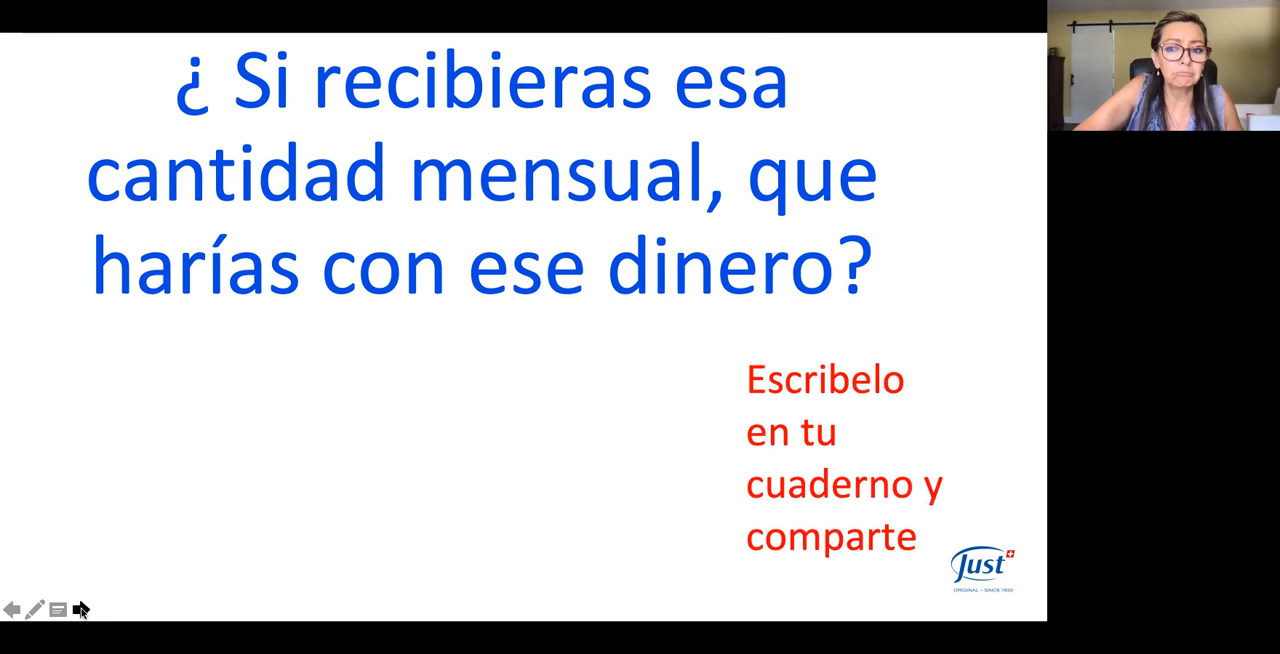 ¿ Si recibieras esa
cantidad mensual, que
harías con ese dinero?
Escribelo
en tu
cuaderno y
comparte
Just
ORIGINAL - SINCE 1930